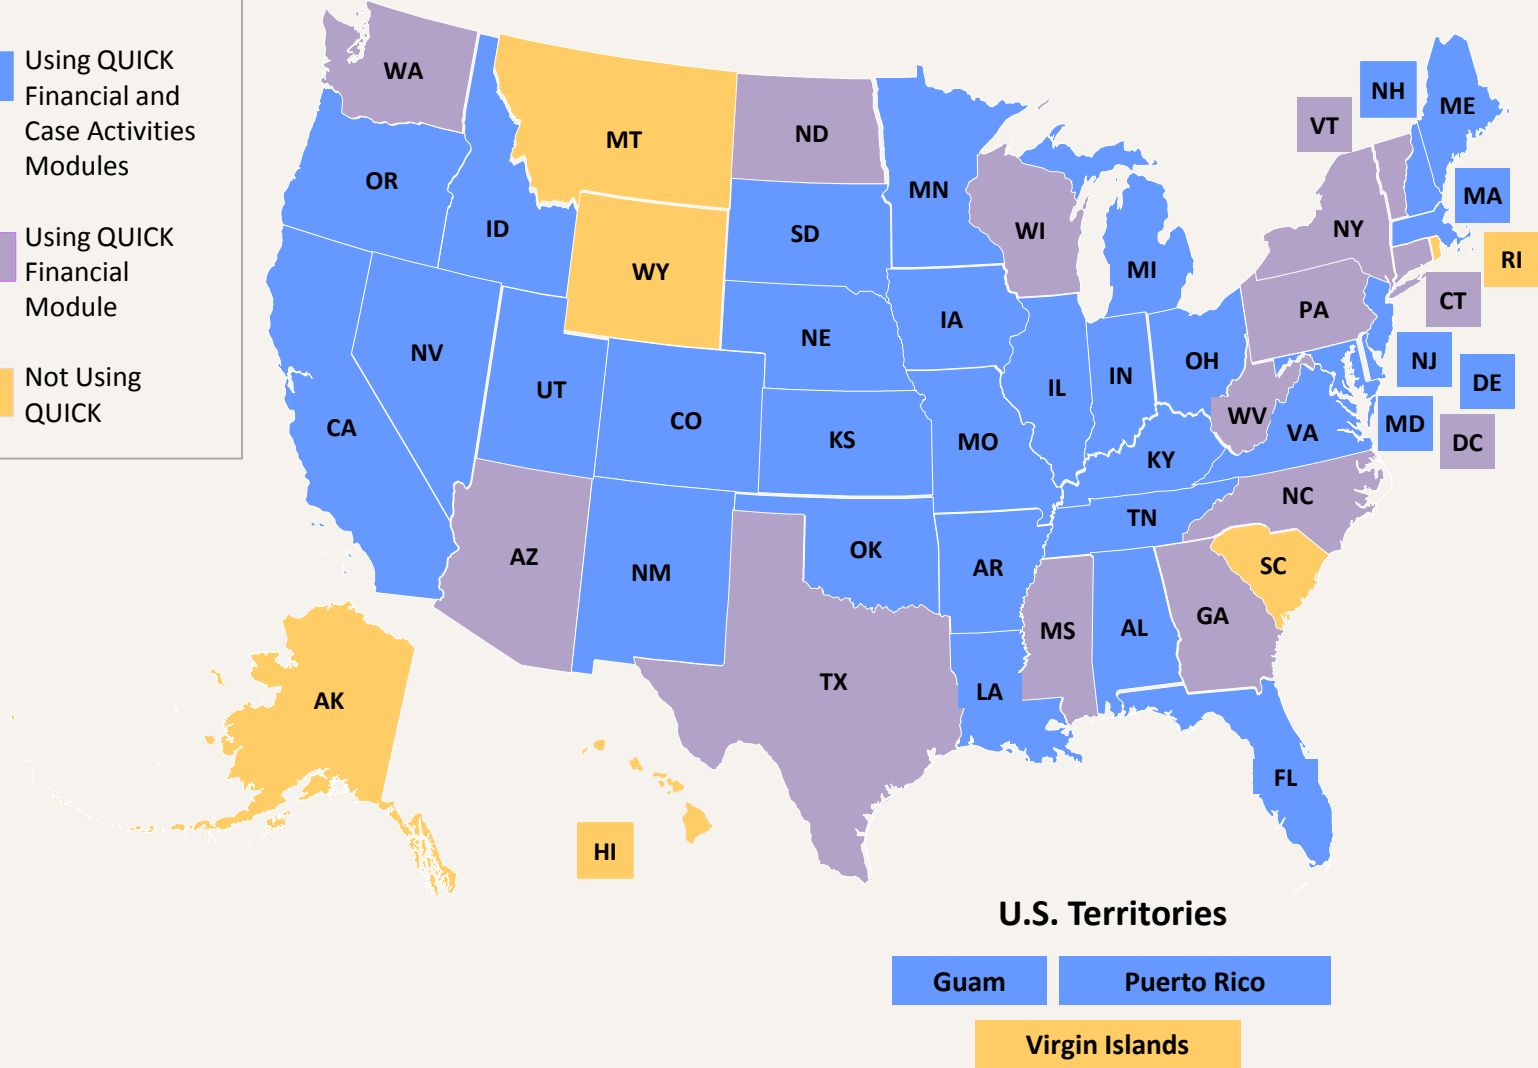 Using QUICK
Financial and
Case Activities
Modules
Using QUICK
Financial
Module
Not Using
QUICK
WA
MT
ND
MN
VT
NH
ME
OR
ID
SD
WI
MI
NY
MA
WY
RI
CT
PA
IA
NE
NV
UT
CO
IL
IN
OH
NJ
DE
CA
KS
MO
WV
VA
MD
DC
KY
NC
TN
AZ
NM
OK
AR
SC
MS
AL
GA
TX
LA
AK
FL
HI
U.S. Territories
Guam
Puerto Rico
Virgin Islands